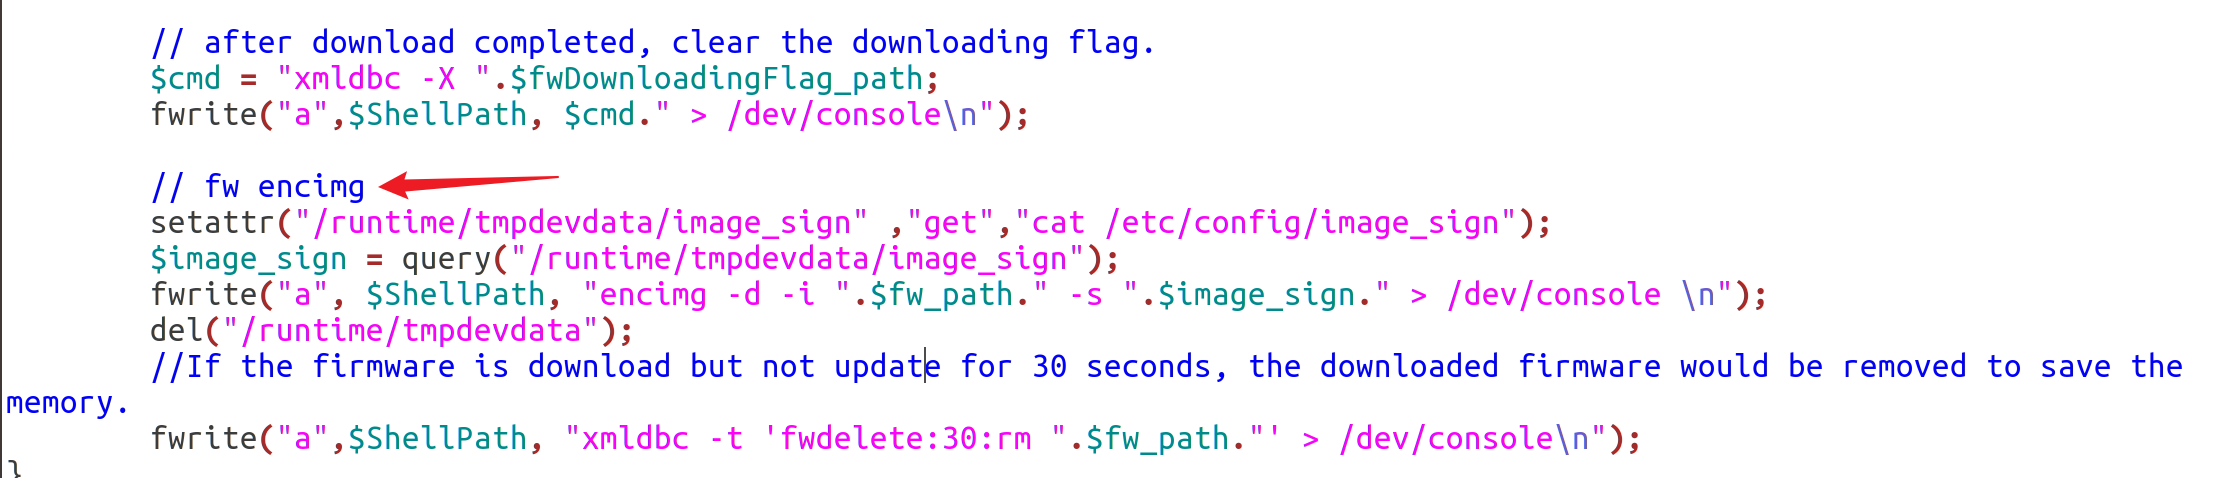 // after download completed, clear the downloading flag.
$cmd = "xmldbc -X ".$fwDownloadingFlag_path;
fwrite("a",$ShellPath, $cmd." > /dev/console\n");
// fw encimg
setattr("/runtime/tmpdevdata/image_sign" ,"get","cat /etc/config/image_sign");
$image_sign = query("/runtime/tmpdevdata/image_sign");
fwrite("a", $ShellPath, "encimg -d -i ".$fw_path." -s ".$image_sign." > /dev/console \n");
del("/runtime/tmpdevdata");
//If the firmware is download but not update for 30 seconds, the downloaded firmware would be removed to save the
memory.
fwrite("a",$ShellPath, "xmldbc -t 'fwdelete:30:rm ".$fw_path."' > /dev/console\n");
}